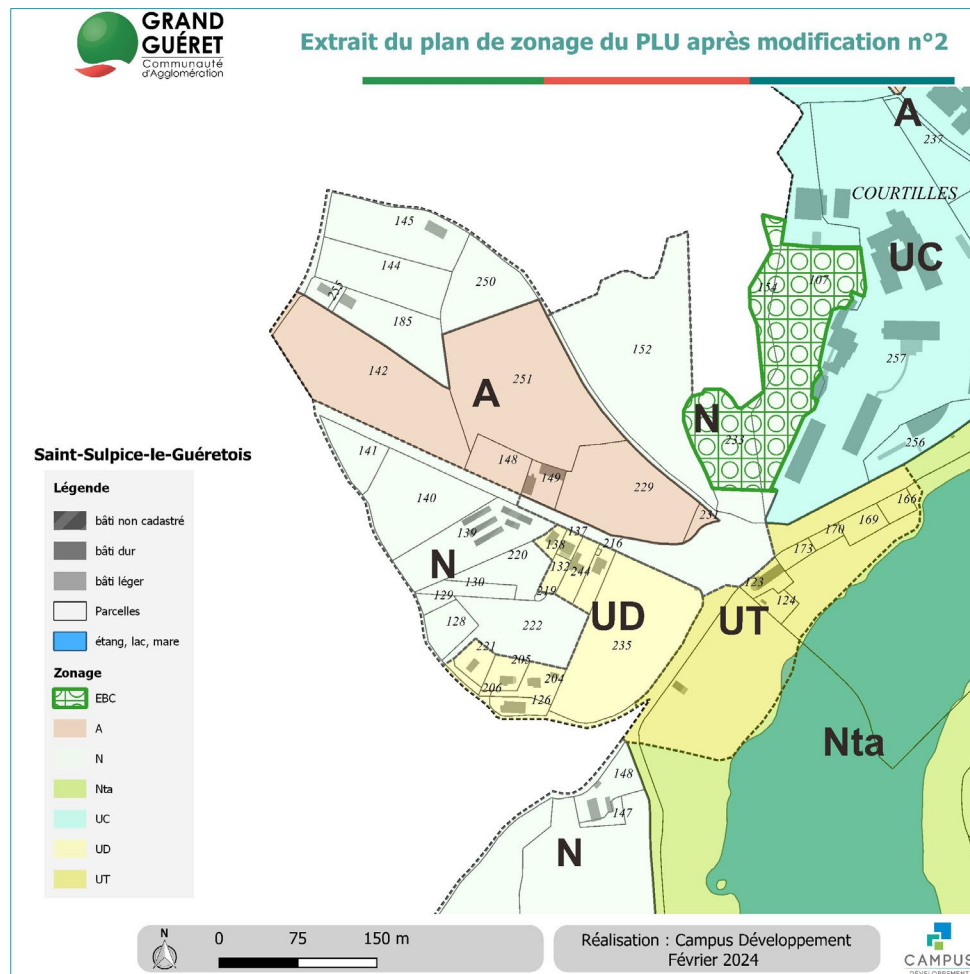 GRAND
GUÉRET
Communauté
d'Agglomération
Extrait du plan de zonage du PLU après modification n°2
A
237
COURTILLES
145
UC
144
250
107
154
255
185
152
257
142
251
A
N
233
256
148
149
229
141
166
140
231
169
170
139
137
216
173
138
220
N
132
244
123
130
219
124
129
UD
UT
128
222
235
221
205
204
206
126
Nta
148
147
N
Saint-Sulpice-le-Guéretois
Légende
bâti non cadastré
bâti dur
bâti léger
Parcelles
étang, lac, mare
Zonage
EBC
A
N
Nta
UC
UD
UT
N
0 75 150 m
Réalisation : Campus Développement
Février 2024
CAMPUS
DÉVELOPPEMENT